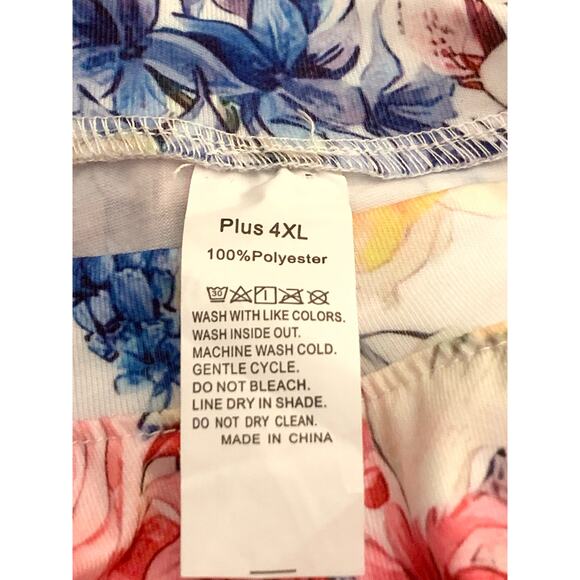 Plus 4XL
100%Polyester
30
WASH WITH LIKE COLORS.
WASH INSIDE OUT.
MACHINE WASH COLD.
GENTLE CYCLE.
DO NOT BLEACH.
LINE DRY IN SHADE.
DO NOT DRY CLEAN.
MADE IN CHINA